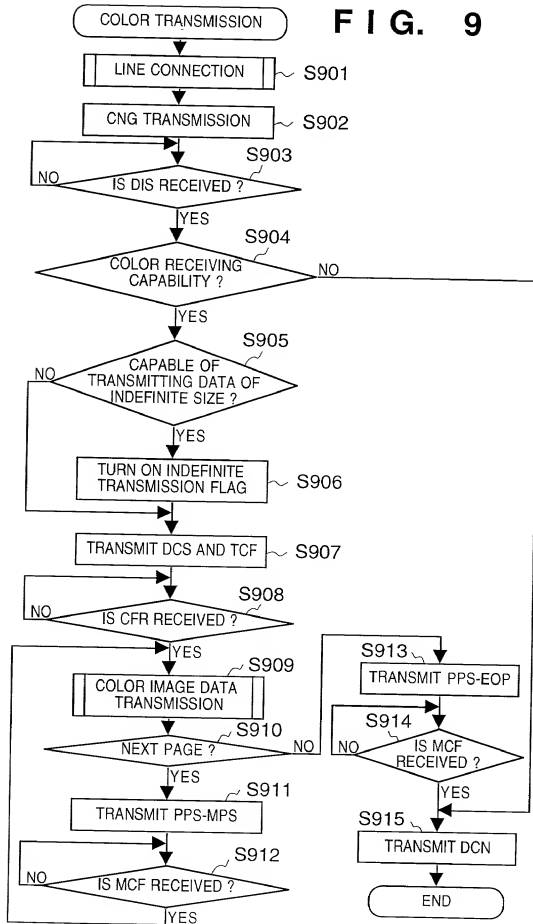 FIG. 9
COLOR TRANSMISSION
LINE CONNECTION
S901
CNG TRANSMISSION
S902
S903
IS DIS RECEIVED ?
NO
YES
S904
COLOR RECEIVING
CAPABILITY ?
NO
YES
S905
CAPABLE OF
TRANSMITTING DATA OF
INDEFINITE SIZE ?
NO
YES
TURN ON INDEFINITE
TRANSMISSION FLAG
S906
TRANSMIT DCS AND TCF
S907
S908
IS CFR RECEIVED ?
NO
YES
S909
COLOR IMAGE DATA
TRANSMISSION
S910
NEXT PAGE ?
NO
YES
S911
TRANSMIT PPS-MPS
S912
IS MCF RECEIVED ?
NO
YES
S913
TRANSMIT PPS-EOP
S914
IS MCF
RECEIVED ?
NO
YES
S915
TRANSMIT DCN
END